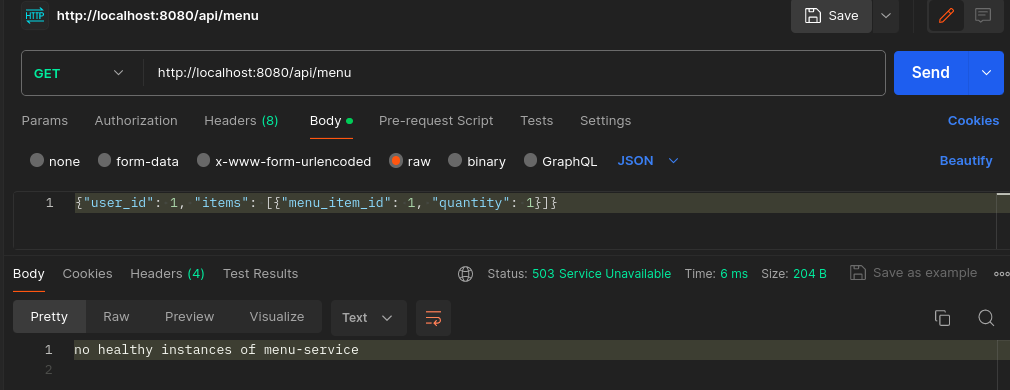 HTTP http://localhost:8080/api/menu Save
GET http://localhost:8080/api/menu Send
Params Authorization Headers (8) Body Pre-request Script Tests Settings Cookies
none form-data x-www-form-urlencoded raw binary GraphQL JSON Beautify
1 {"user_id": 1, "items": [{"menu_item_id": 1, "quantity": 1}]}
Body Cookies Headers (4) Test Results Status: 503 Service Unavailable Time: 6 ms Size: 204 B Save as example
Pretty Raw Preview Visualize Text
1 no healthy instances of menu-service
2